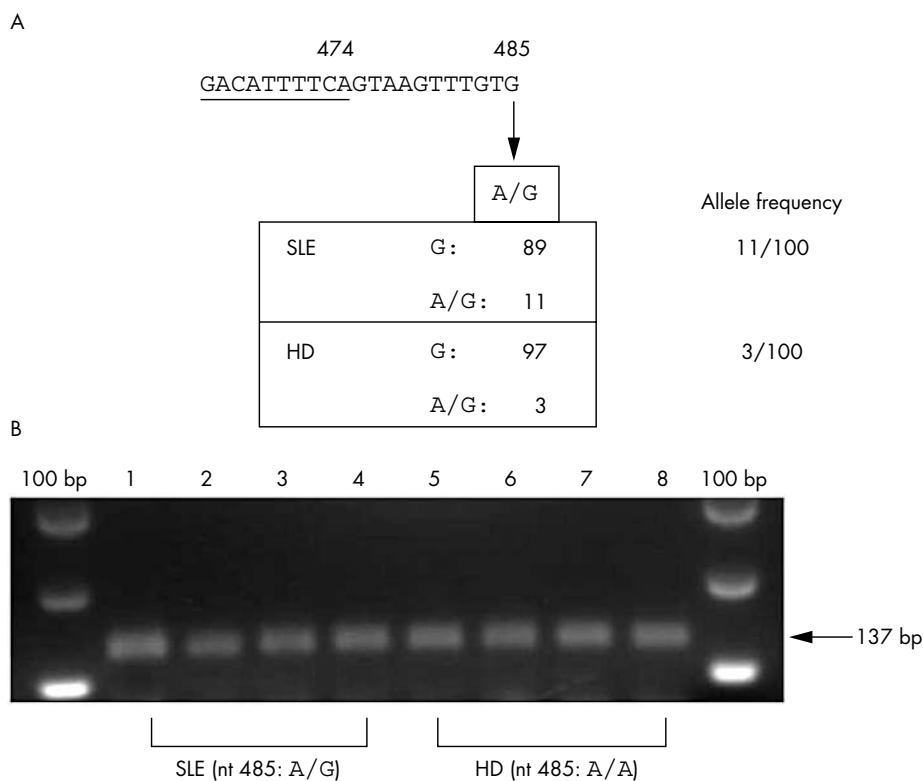 A
474 485
GACATTTTCAGTAAGTTTGTG
A/G
Allele frequency
SLE G: 89 11/100
A/G: 11
HD G: 97 3/100
A/G: 3
B
100 bp 1 2 3 4 5 6 7 8 100 bp
137 bp
SLE (nt 485: A/G) HD (nt 485: A/A)